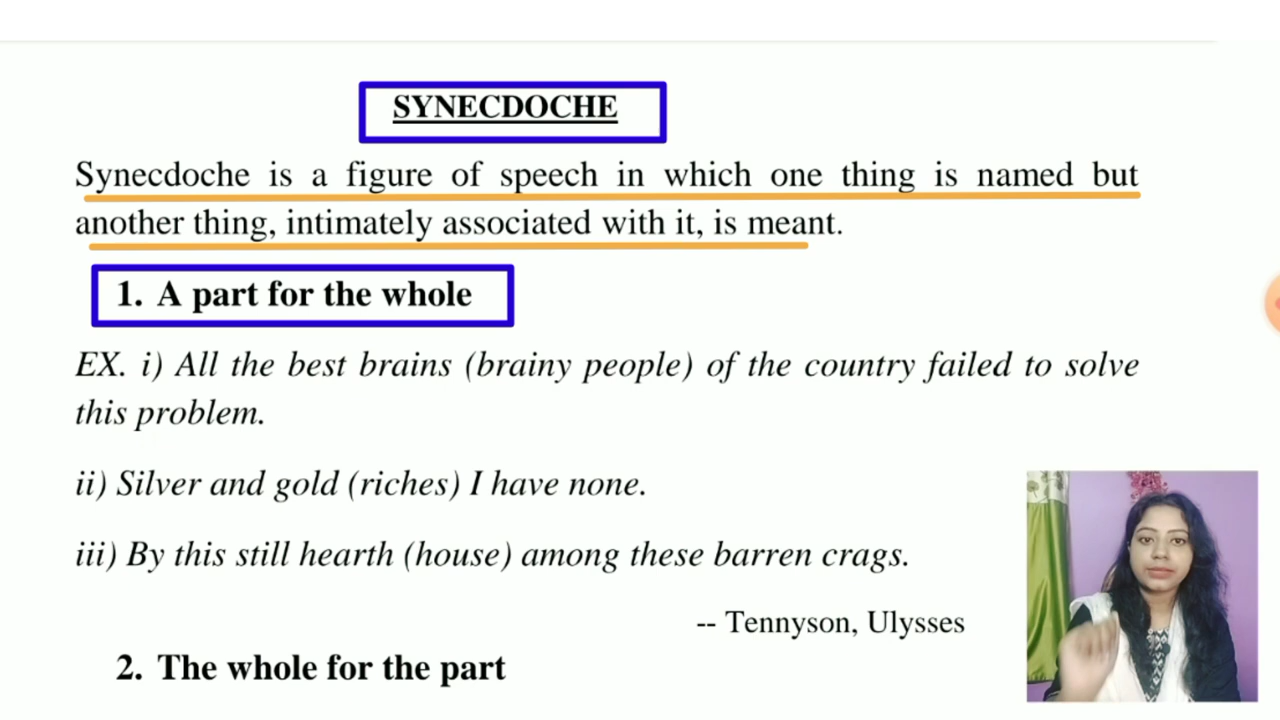 SYNECDOCHE
Synecdoche is a figure of speech in which one thing is named but
another thing, intimately associated with it, is meant.
1. A part for the whole
EX. i) All the best brains (brainy people) of the country failed to solve
this problem.
ii) Silver and gold (riches) I have none.
iii) By this still hearth (house) among these barren crags.
-- Tennyson, Ulysses
2. The whole for the part